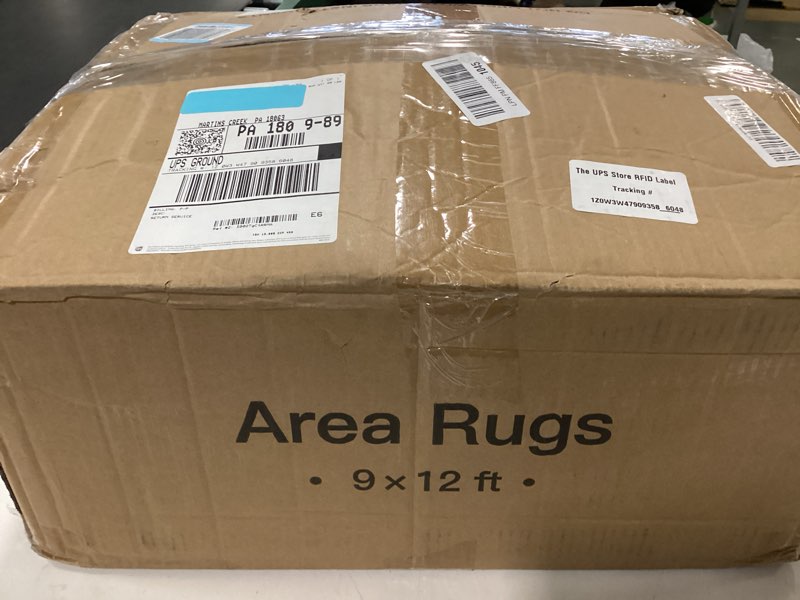 MARTINS CREEK PA 18063
PA 180 9-89
UPS GROUND
BILLING: P/P
RETURN SERVICE
E6
The UPS Store RFID Label
Tracking #
1Z0W3W47909358 6048
Area Rugs
• 9 x 12 ft •